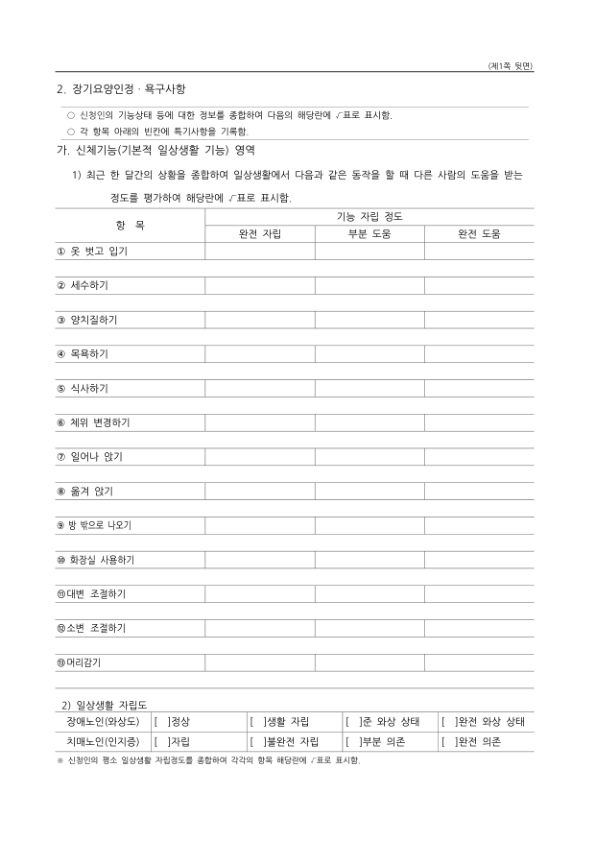 (제1쪽 뒷면)
2. 장기요양인정ㆍ욕구사항
○ 신청인의 기능상태 등에 대한 정보를 종합하여 다음의 해당란에 √표로 표시함.
○ 각 항목 아래의 빈칸에 특기사항을 기록함.
가. 신체기능(기본적 일상생활 기능) 영역
1) 최근 한 달간의 상황을 종합하여 일상생활에서 다음과 같은 동작을 할 때 다른 사람의 도움을 받는
정도를 평가하여 해당란에 √표로 표시함.
항 목
기능 자립 정도
완전 자립 부분 도움 완전 도움
① 옷 벗고 입기
② 세수하기
③ 양치질하기
④ 목욕하기
⑤ 식사하기
⑥ 체위 변경하기
⑦ 일어나 앉기
⑧ 옮겨 앉기
⑨ 방 밖으로 나오기
⑩ 화장실 사용하기
⑪대변 조절하기
⑫소변 조절하기
⑬머리감기
2) 일상생활 자립도
장애노인(와상도) [ ]정상 [ ]생활 자립 [ ]준 와상 상태 [ ]완전 와상 상태
치매노인(인지증) [ ]자립 [ ]불완전 자립 [ ]부분 의존 [ ]완전 의존
※ 신청인의 평소 일상생활 자립정도를 종합하여 각각의 항목 해당란에 √표로 표시함.